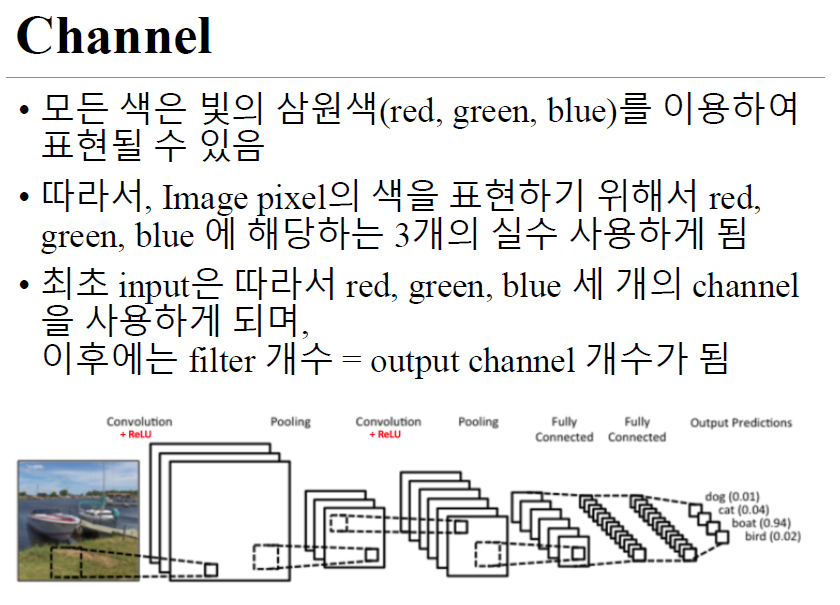 Channel
• 모든 색은 빛의 삼원색(red, green, blue)를 이용하여
표현될 수 있음
• 따라서, Image pixel의 색을 표현하기 위해서 red,
green, blue 에 해당하는 3개의 실수 사용하게 됨
• 최초 input은 따라서 red, green, blue 세 개의 channel
을 사용하게 되며,
이후에는 filter 개수 = output channel 개수가 됨
Convolution
+ ReLU
Pooling
Convolution
+ ReLU
Pooling
Fully
Connected
Fully
Connected
Output Predictions
dog (0.01)
cat (0.04)
boat (0.94)
bird (0.02)